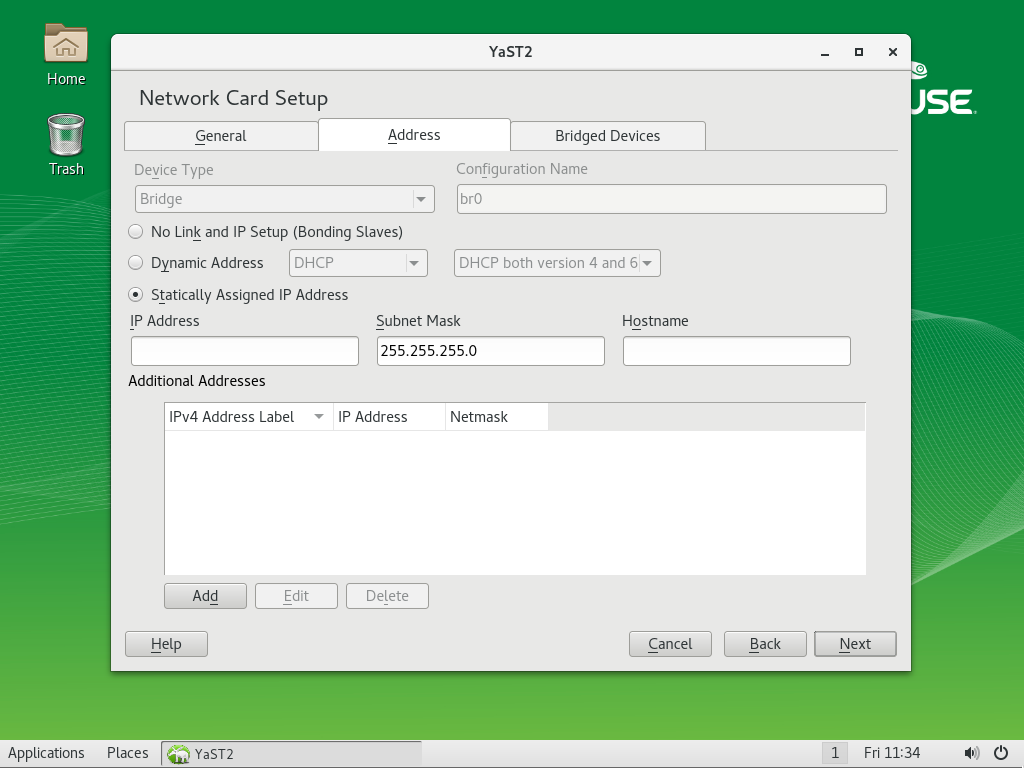 Home
Trash
YaST2
USE
Network Card Setup
General Address Bridged Devices
Device Type Configuration Name
Bridge br0
No Link and IP Setup (Bonding Slaves)
Dynamic Address DHCP DHCP both version 4 and 6
Statically Assigned IP Address
IP Address Subnet Mask Hostname
255.255.255.0
Additional Addresses
IPv4 Address Label IP Address Netmask
Add Edit Delete
Help Cancel Back Next
Applications Places YaST2 1 Fri 11:34